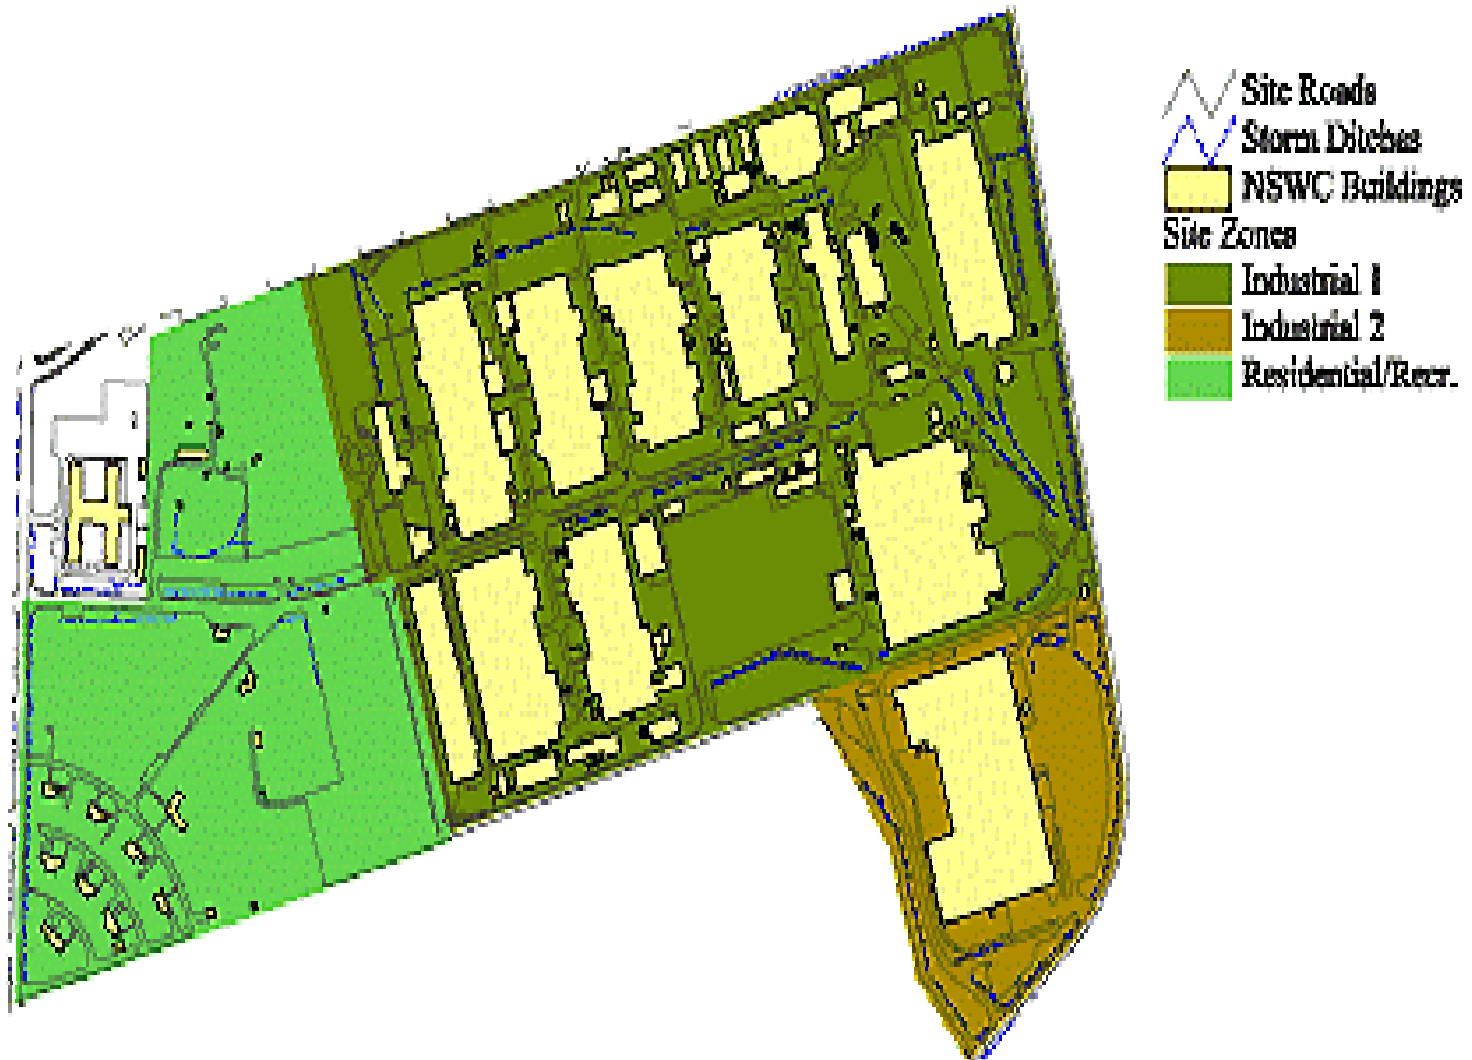 Site Roads
Storm Ditches
NSWC Buildings
Site Zones
Industrial 1
Industrial 2
Residential/Recr.